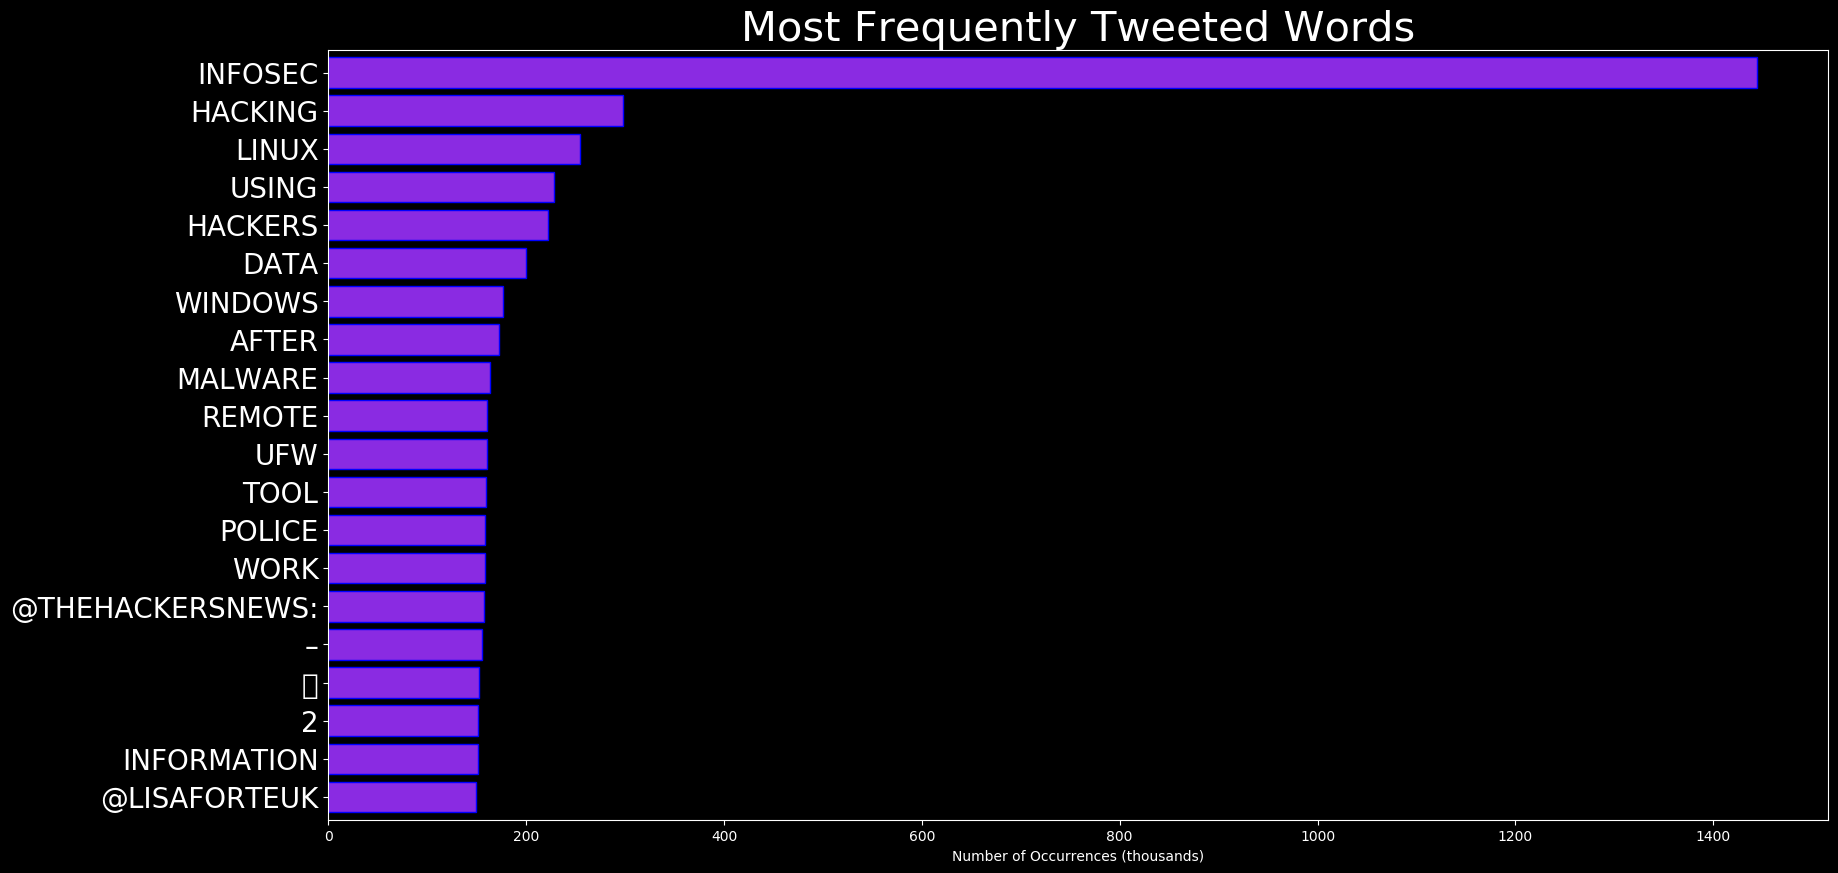 Most Frequently Tweeted Words
INFOSEC
HACKING
LINUX
USING
HACKERS
DATA
WINDOWS
AFTER
MALWARE
REMOTE
UFW
TOOL
POLICE
WORK
@THEHACKERSNEWS:
–
▯
2
INFORMATION
@LISAFORTEUK
0 200 400 600 800 1000 1200 1400
Number of Occurrences (thousands)